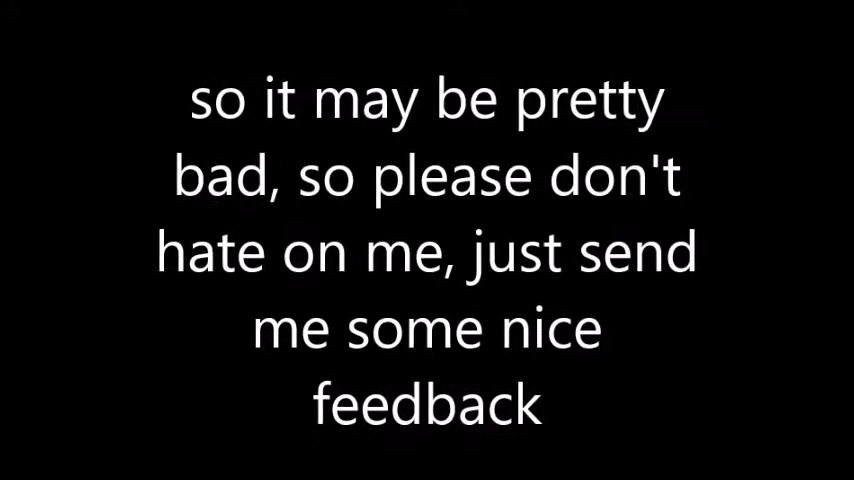 so it may be pretty
bad, so please don't
hate on me, just send
me some nice
feedback